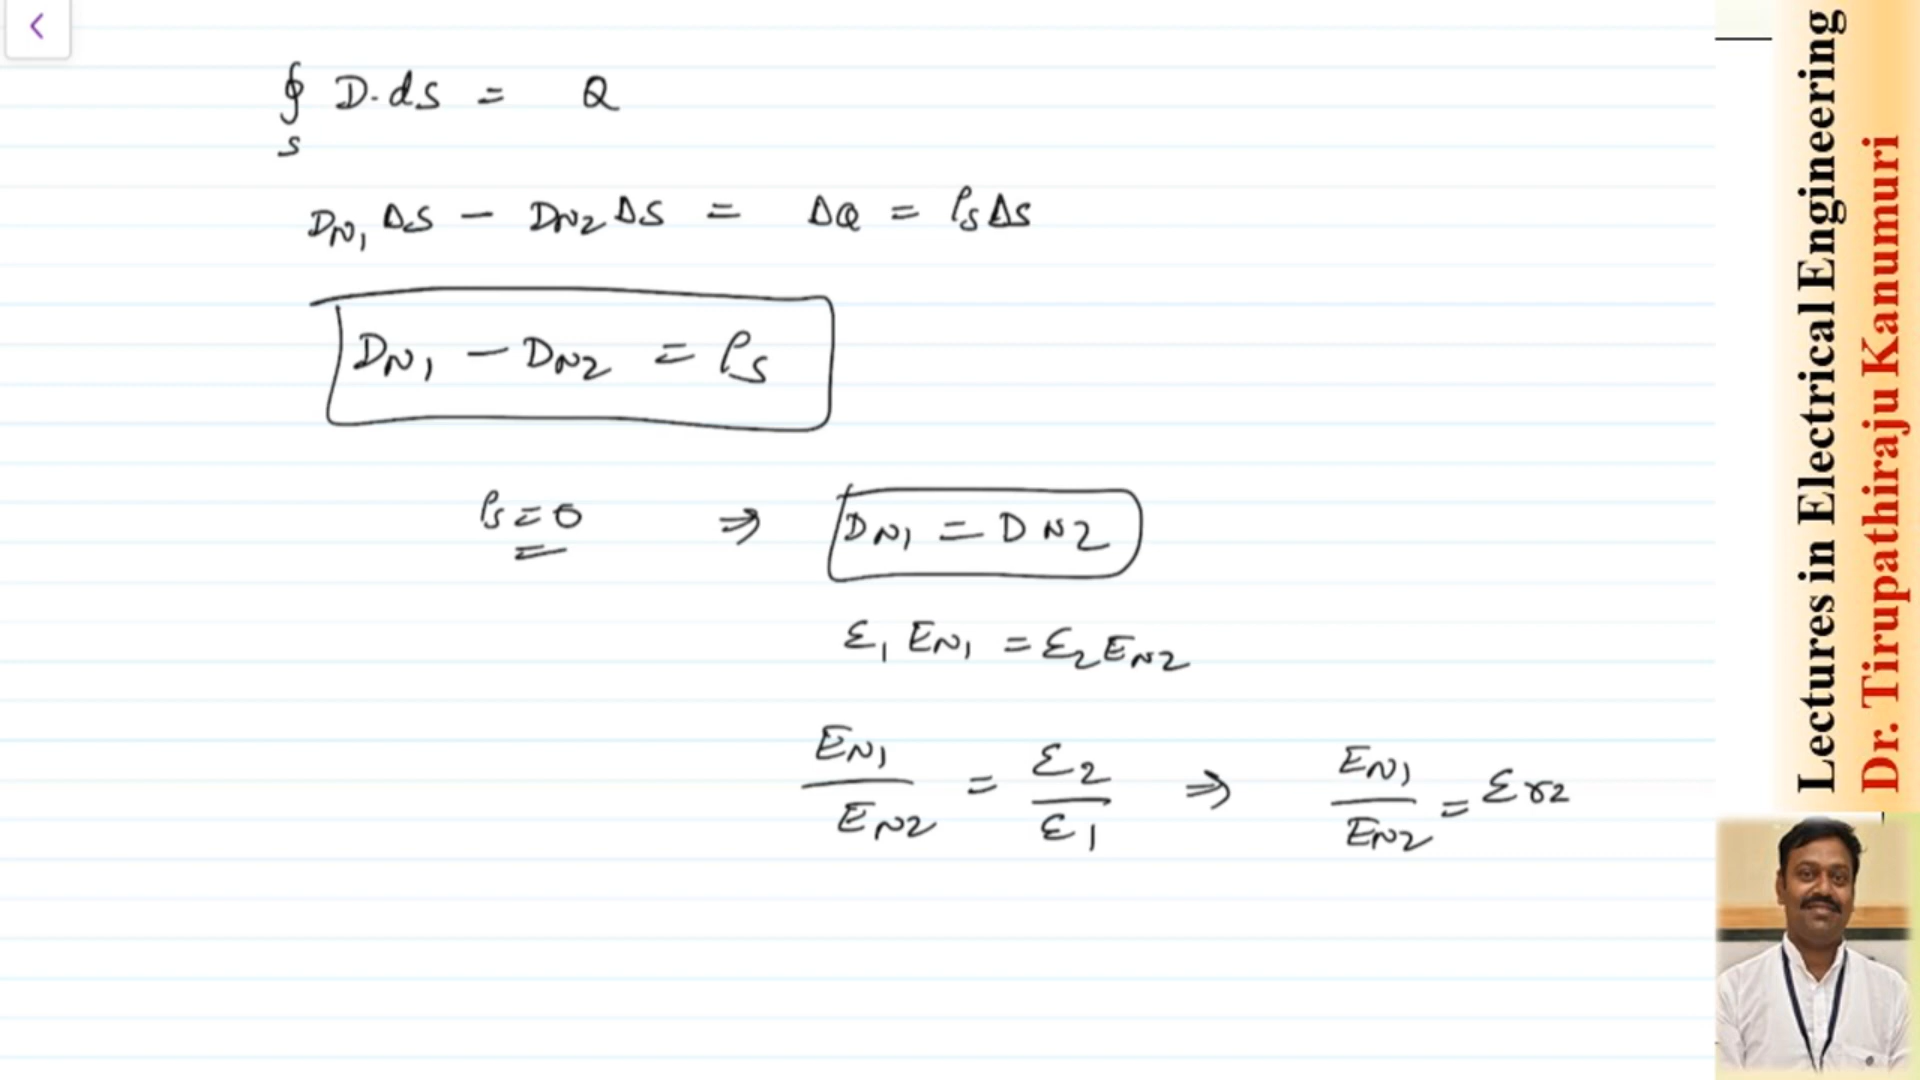 ∮ D·ds = Q
S
D_N1 ΔS − D_N2 ΔS = ΔQ = ρ_S ΔS
D_N1 − D_N2 = ρ_S
ρ_S = 0 ⇒ D_N1 = D_N2
ε_1 E_N1 = ε_2 E_N2
E_N1 / E_N2 = ε_2 / ε_1 ⇒ E_N1 / E_N2 = ε_r2
Lectures in Electrical Engineering
Dr. Tirupathiraju Kanumuri